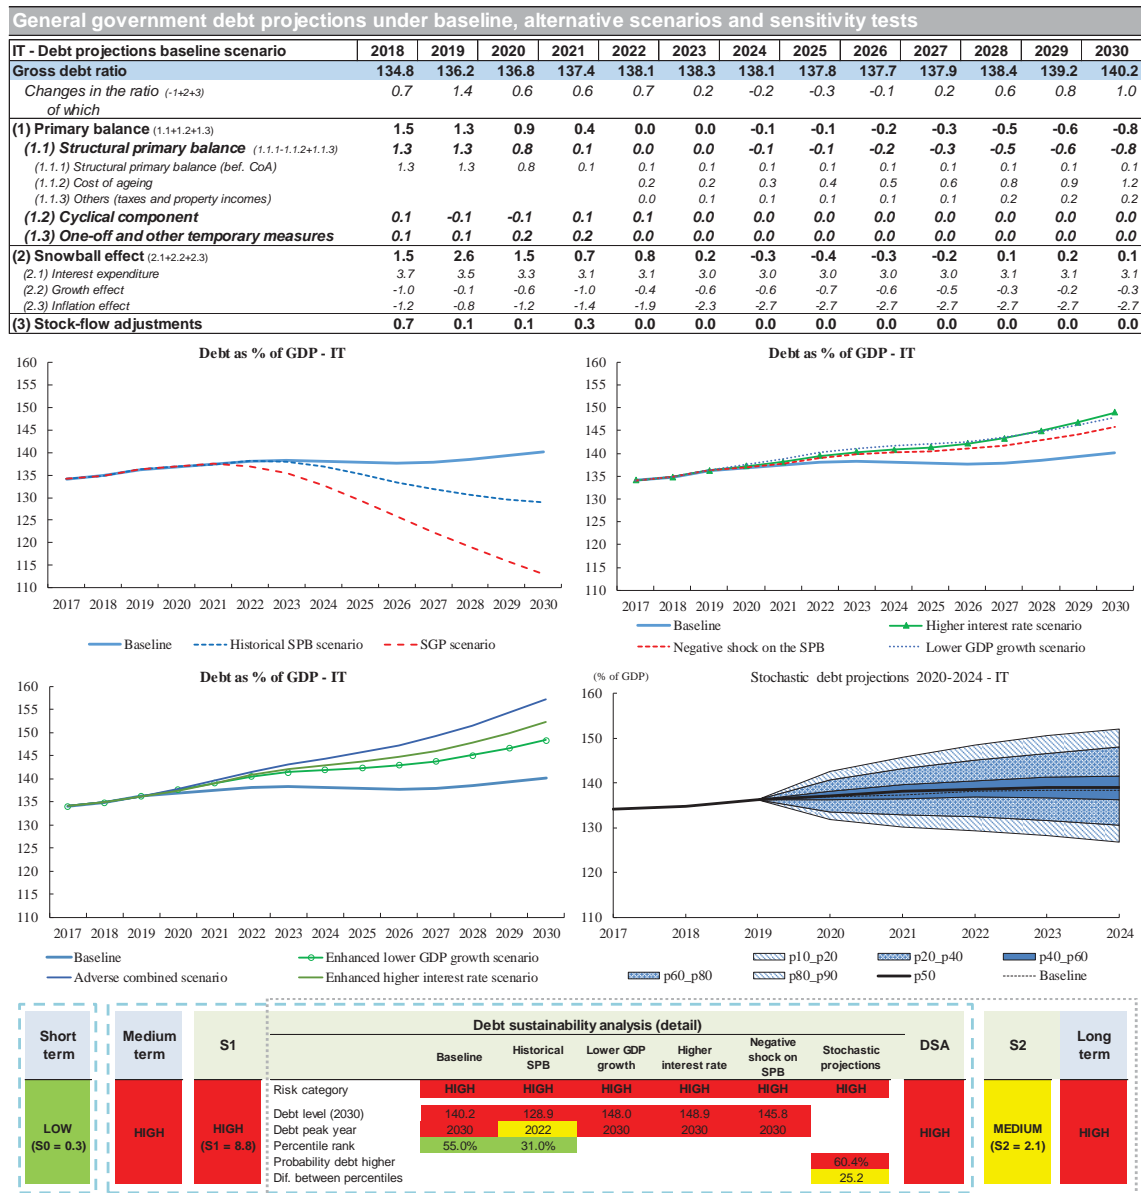 General government debt projections under baseline, alternative scenarios and sensitivity tests
IT - Debt projections baseline scenario 2018 2019 2020 2021 2022 2023 2024 2025 2026 2027 2028 2029 2030
Gross debt ratio 134.8 136.2 136.8 137.4 138.1 138.3 138.1 137.8 137.7 137.9 138.4 139.2 140.2
Changes in the ratio (-1+2+3) 0.7 1.4 0.6 0.6 0.7 0.2 -0.2 -0.3 -0.1 0.2 0.6 0.8 1.0
of which
(1) Primary balance (1.1+1.2+1.3) 1.5 1.3 0.9 0.4 0.0 0.0 -0.1 -0.1 -0.2 -0.3 -0.5 -0.6 -0.8
(1.1) Structural primary balance (1.1.1-1.1.2+1.1.3) 1.3 1.3 0.8 0.1 0.0 0.0 -0.1 -0.1 -0.2 -0.3 -0.5 -0.6 -0.8
(1.1.1) Structural primary balance (bef. CoA) 1.3 1.3 0.8 0.1 0.1 0.1 0.1 0.1 0.1 0.1 0.1 0.1 0.1
(1.1.2) Cost of ageing 0.2 0.2 0.3 0.4 0.5 0.6 0.8 0.9 1.2
(1.1.3) Others (taxes and property incomes) 0.0 0.1 0.1 0.1 0.1 0.1 0.2 0.2 0.2
(1.2) Cyclical component 0.1 -0.1 -0.1 0.1 0.1 0.0 0.0 0.0 0.0 0.0 0.0 0.0 0.0
(1.3) One-off and other temporary measures 0.1 0.1 0.2 0.2 0.0 0.0 0.0 0.0 0.0 0.0 0.0 0.0 0.0
(2) Snowball effect (2.1+2.2+2.3) 1.5 2.6 1.5 0.7 0.8 0.2 -0.3 -0.4 -0.3 -0.2 0.1 0.2 0.1
(2.1) Interest expenditure 3.7 3.5 3.3 3.1 3.1 3.0 3.0 3.0 3.0 3.0 3.1 3.1 3.1
(2.2) Growth effect -1.0 -0.1 -0.6 -1.0 -0.4 -0.6 -0.6 -0.7 -0.6 -0.5 -0.3 -0.2 -0.3
(2.3) Inflation effect -1.2 -0.8 -1.2 -1.4 -1.9 -2.3 -2.7 -2.7 -2.7 -2.7 -2.7 -2.7 -2.7
(3) Stock-flow adjustments 0.7 0.1 0.1 0.3 0.0 0.0 0.0 0.0 0.0 0.0 0.0 0.0 0.0
Debt as % of GDP - IT
160
155
150
145
140
135
130
125
120
115
110
2017 2018 2019 2020 2021 2022 2023 2024 2025 2026 2027 2028 2029 2030
Baseline Historical SPB scenario SGP scenario
Debt as % of GDP - IT
160
155
150
145
140
135
130
125
120
115
110
2017 2018 2019 2020 2021 2022 2023 2024 2025 2026 2027 2028 2029 2030
Baseline Higher interest rate scenario
Negative shock on the SPB Lower GDP growth scenario
Debt as % of GDP - IT
160
155
150
145
140
135
130
125
120
115
110
2017 2018 2019 2020 2021 2022 2023 2024 2025 2026 2027 2028 2029 2030
Baseline Enhanced lower GDP growth scenario
Adverse combined scenario Enhanced higher interest rate scenario
(% of GDP) Stochastic debt projections 2020-2024 - IT
160
150
140
130
120
110
2017 2018 2019 2020 2021 2022 2023 2024
p10_p20 p20_p40 p40_p60
p60_p80 p80_p90 p50 Baseline
Short term
LOW
(S0 = 0.3)
Medium term
HIGH
S1
HIGH
(S1 = 8.8)
Debt sustainability analysis (detail)
Baseline Historical SPB Lower GDP growth Higher interest rate Negative shock on SPB Stochastic projections
Risk category HIGH HIGH HIGH HIGH HIGH HIGH
Debt level (2030) 140.2 128.9 148.0 148.9 145.8
Debt peak year 2030 2022 2030 2030 2030
Percentile rank 55.0% 31.0%
Probability debt higher 60.4%
Dif. between percentiles 25.2
DSA
HIGH
S2
MEDIUM
(S2 = 2.1)
Long term
HIGH